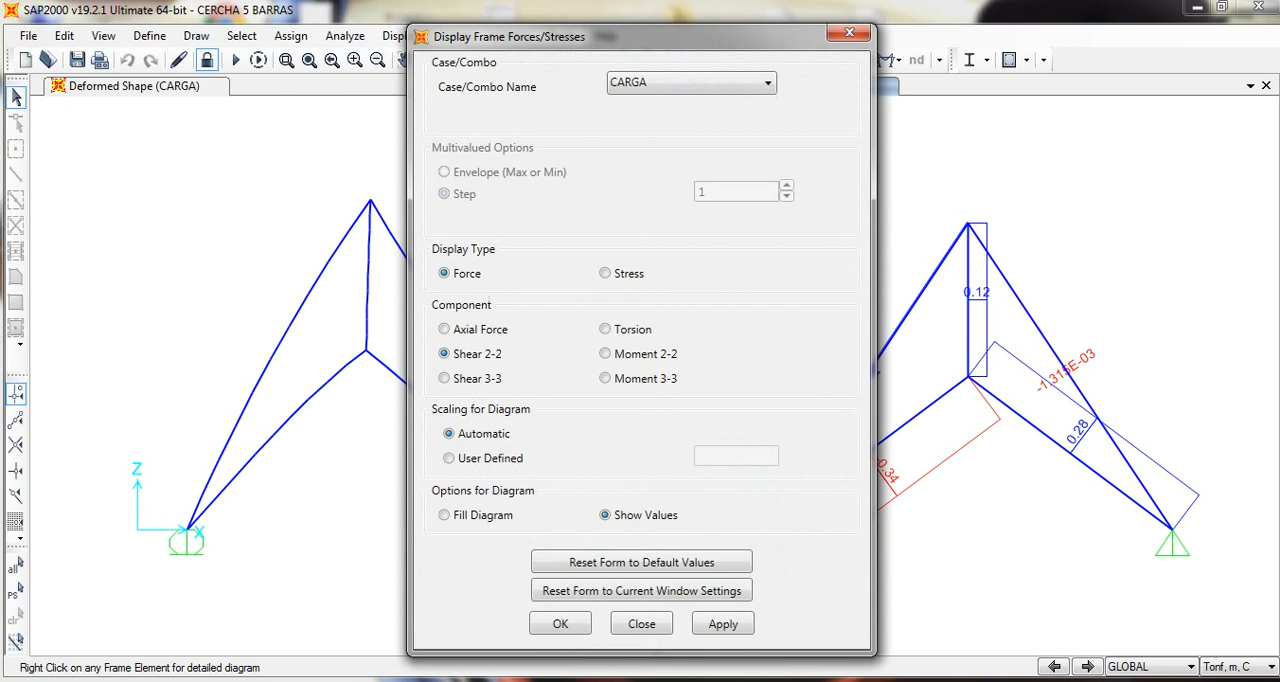 SAP2000 v19.2.1 Ultimate 64-bit - CERCHA 5 BARRAS
File Edit View Define Draw Select Assign Analyze
Display Frame Forces/Stresses
nd
Deformed Shape (CARGA)
Case/Combo
Case/Combo Name CARGA
Multivalued Options
Envelope (Max or Min)
Step 1
Display Type
Force Stress
Component
Axial Force Torsion
Shear 2-2 Moment 2-2
Shear 3-3 Moment 3-3
Scaling for Diagram
Automatic
User Defined
Options for Diagram
Fill Diagram Show Values
Reset Form to Default Values
Reset Form to Current Window Settings
OK Close Apply
Z
X
0.12
-1.315E-03
0.28
0.34
all
PS
clr
Right Click on any Frame Element for detailed diagram
GLOBAL
Tonf, m, C